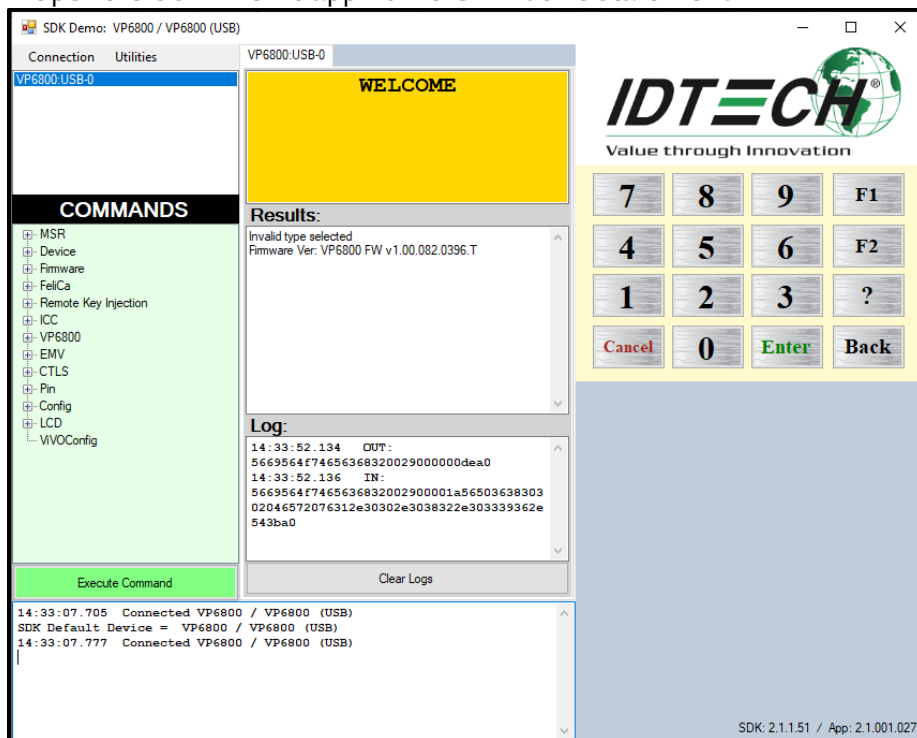 SDK Demo: VP6800 / VP6800 (USB)
Connection Utilities
VP6800:USB-0
VP6800:USB-0
WELCOME
IDTECH®
Value through Innovation
COMMANDS
MSR
Device
Firmware
FeliCa
Remote Key Injection
ICC
VP6800
EMV
CTLS
Pin
Config
LCD
ViVOConfig
Execute Command
Results:
Invalid type selected
Firmware Ver: VP6800 FW v1.00.082.0396.T
Log:
14:33:52.134 OUT:
5669564f74656368320029000000dea0
14:33:52.136 IN:
5669564f7465636832002900001a56503638303
02046572076312e30302e3038322e303339362e
543ba0
Clear Logs
7 8 9 F1
4 5 6 F2
1 2 3 ?
Cancel 0 Enter Back
14:33:07.705 Connected VP6800 / VP6800 (USB)
SDK Default Device = VP6800 / VP6800 (USB)
14:33:07.777 Connected VP6800 / VP6800 (USB)
SDK: 2.1.1.51 / App: 2.1.001.027